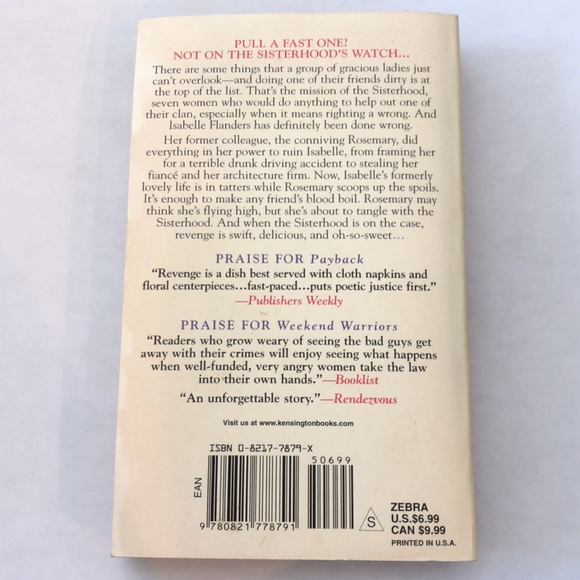 PULL A FAST ONE?
NOT ON THE SISTERHOOD'S WATCH...
There are some things that a group of gracious ladies just
can't overlook—and doing one of their friends dirty is at
the top of the list. That's the mission of the Sisterhood,
seven women who would do anything to help out one of
their clan, especially when it means righting a wrong. And
Isabelle Flanders has definitely been done wrong.
Her former colleague, the conniving Rosemary, did
everything in her power to ruin Isabelle, from framing her
for a terrible drunk driving accident to stealing her
fiancé and her architecture firm. Now, Isabelle's formerly
lovely life is in tatters while Rosemary scoops up the spoils.
It's enough to make any friend's blood boil. Rosemary may
think she's flying high, but she's about to tangle with the
Sisterhood. And when the Sisterhood is on the case,
revenge is swift, delicious, and oh-so-sweet...
PRAISE FOR Payback
"Revenge is a dish best served with cloth napkins and
floral centerpieces...fast-paced...puts poetic justice first."
—Publishers Weekly
PRAISE FOR Weekend Warriors
"Readers who grow weary of seeing the bad guys get
away with their crimes will enjoy seeing what happens
when well-funded, very angry women take the law
into their own hands."—Booklist
"An unforgettable story."—Rendezvous
Visit us at www.kensingtonbooks.com
ISBN 0-8217-7879-X
50699
EAN
9 780821 778791
S
ZEBRA
U.S.$6.99
CAN $9.99
PRINTED IN U.S.A.